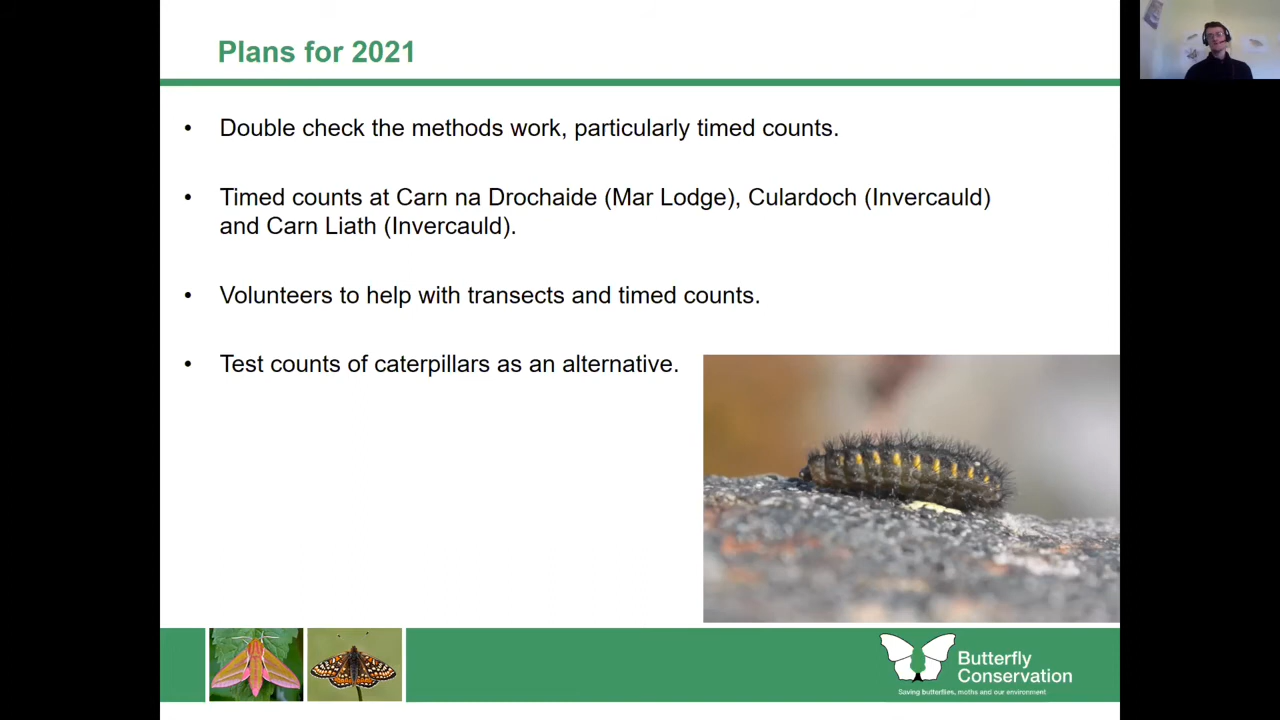 Plans for 2021
• Double check the methods work, particularly timed counts.
• Timed counts at Carn na Drochaide (Mar Lodge), Culardoch (Invercauld)
and Carn Liath (Invercauld).
• Volunteers to help with transects and timed counts.
• Test counts of caterpillars as an alternative.
Butterfly
Conservation
Saving butterflies, moths and our environment